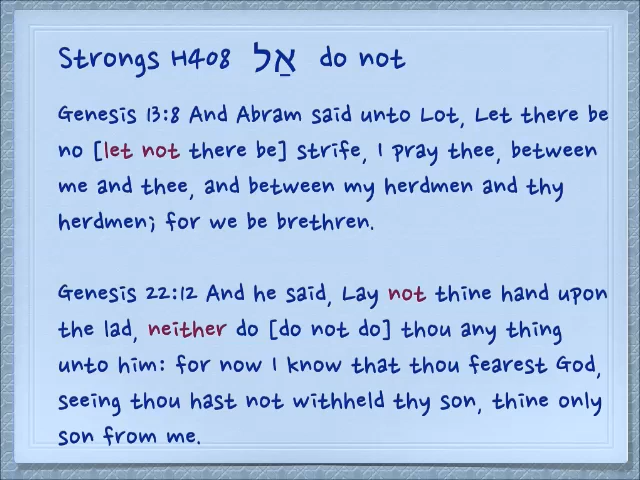 Strongs H408 אַל do not
Genesis 13:8 And Abram said unto Lot, Let there be
no [let not there be] strife, I pray thee, between
me and thee, and between my herdmen and thy
herdmen; for we be brethren.
Genesis 22:12 And he said, Lay not thine hand upon
the lad, neither do [do not do] thou any thing
unto him: for now I know that thou fearest God,
seeing thou hast not withheld thy son, thine only
son from me.